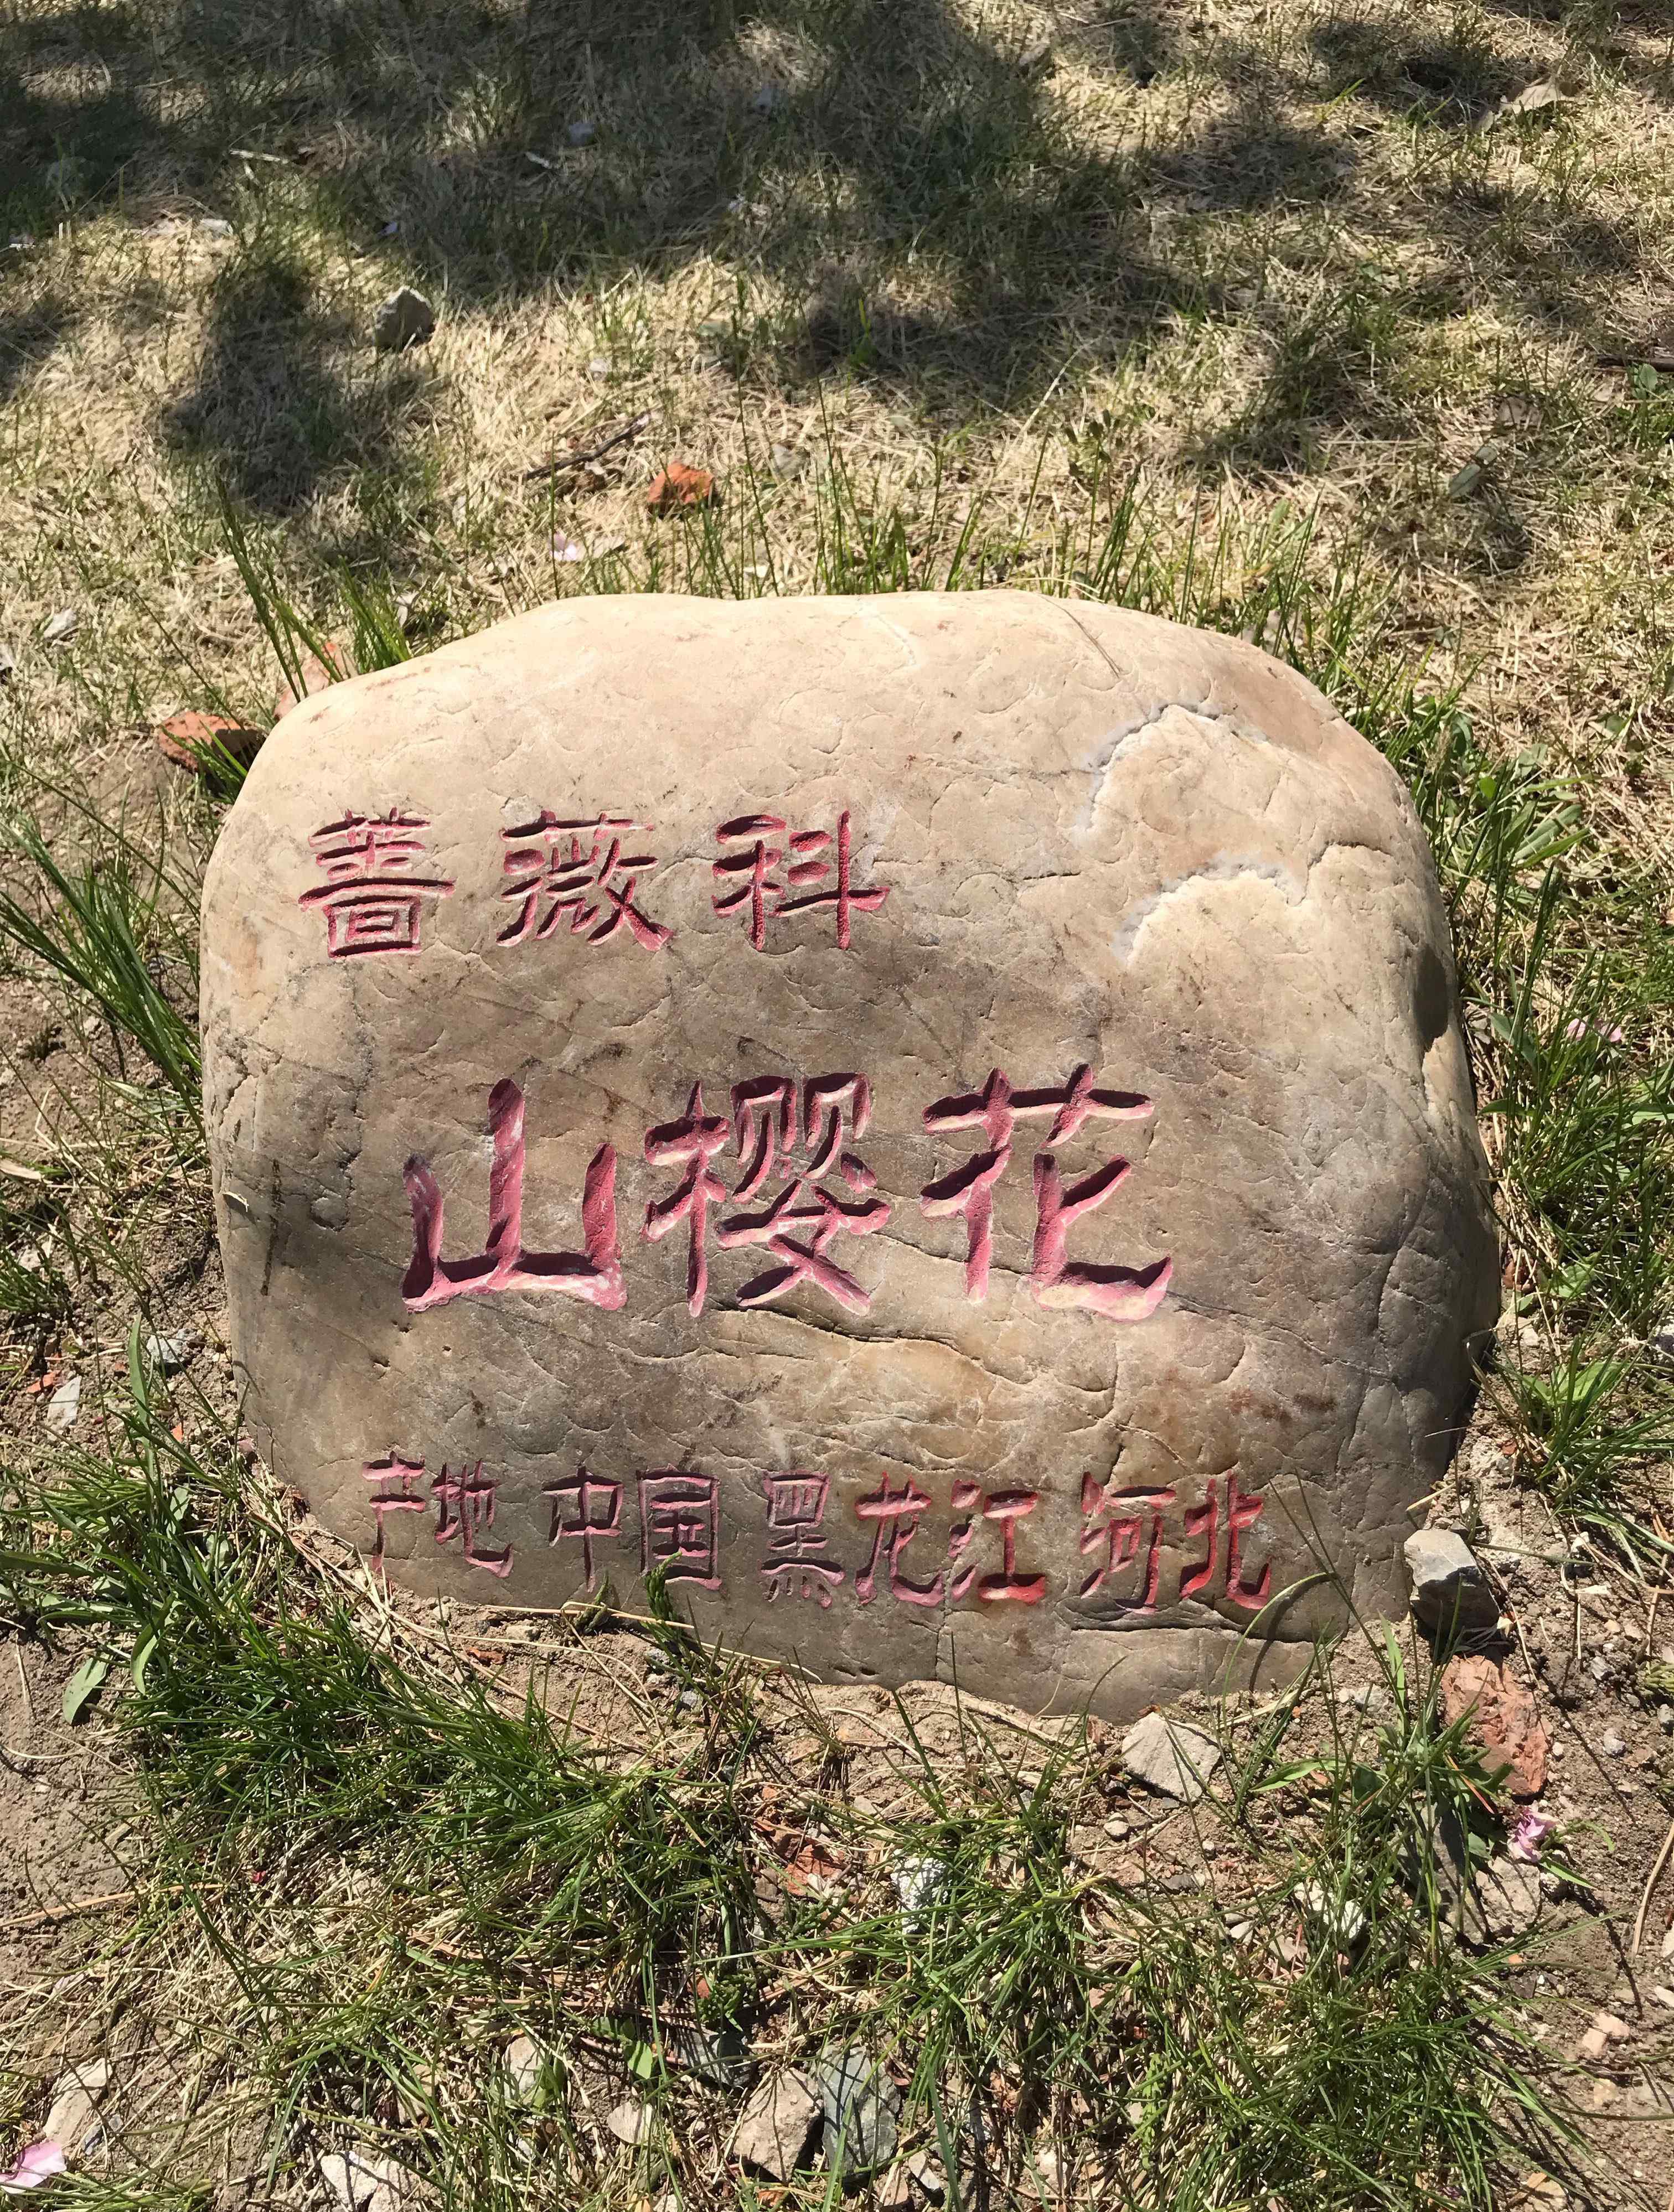 蔷薇科
山樱花
产地 中国 黑龙江 河北